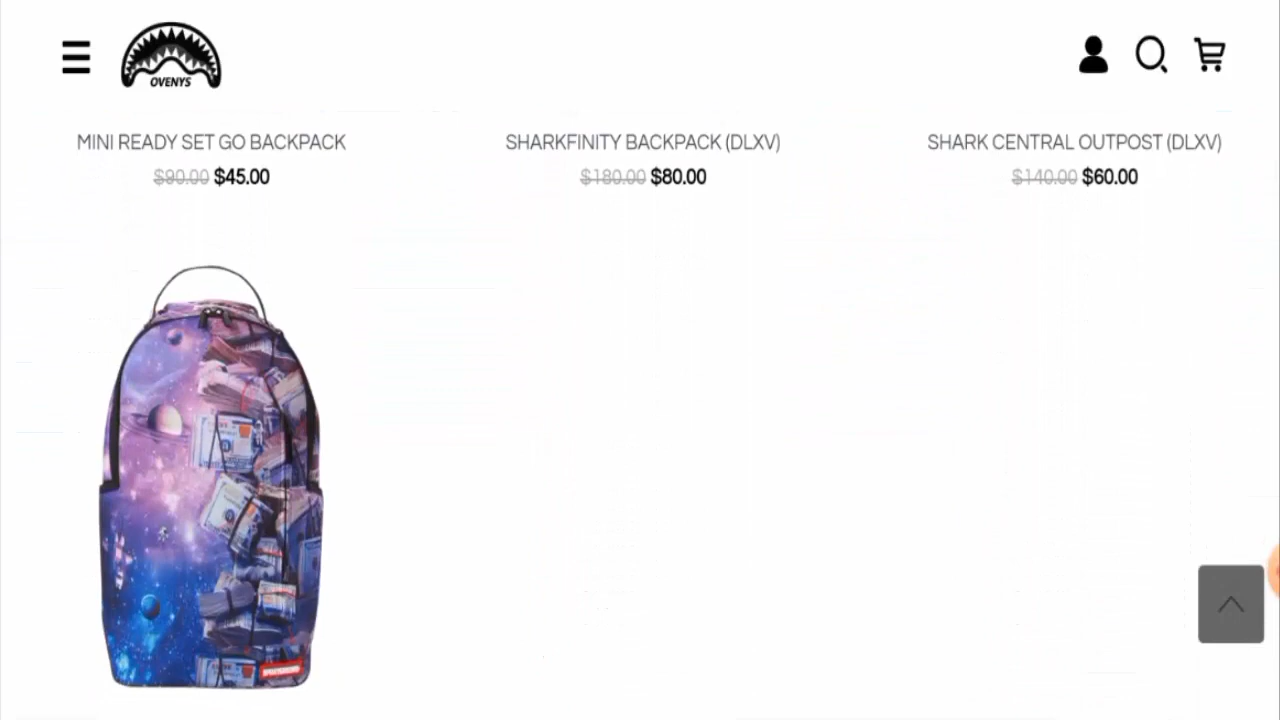 OVENYS
MINI READY SET GO BACKPACK
$90.00 $45.00
SHARKFINITY BACKPACK (DLXV)
$180.00 $80.00
SHARK CENTRAL OUTPOST (DLXV)
$140.00 $60.00